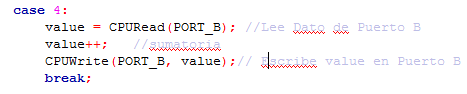 case 4:
value = CPURead(PORT_B); //Lee Dato de Puerto B
value++; //sumatoria
CPUWrite(PORT_B, value);// Escribe value en Puerto B
break;